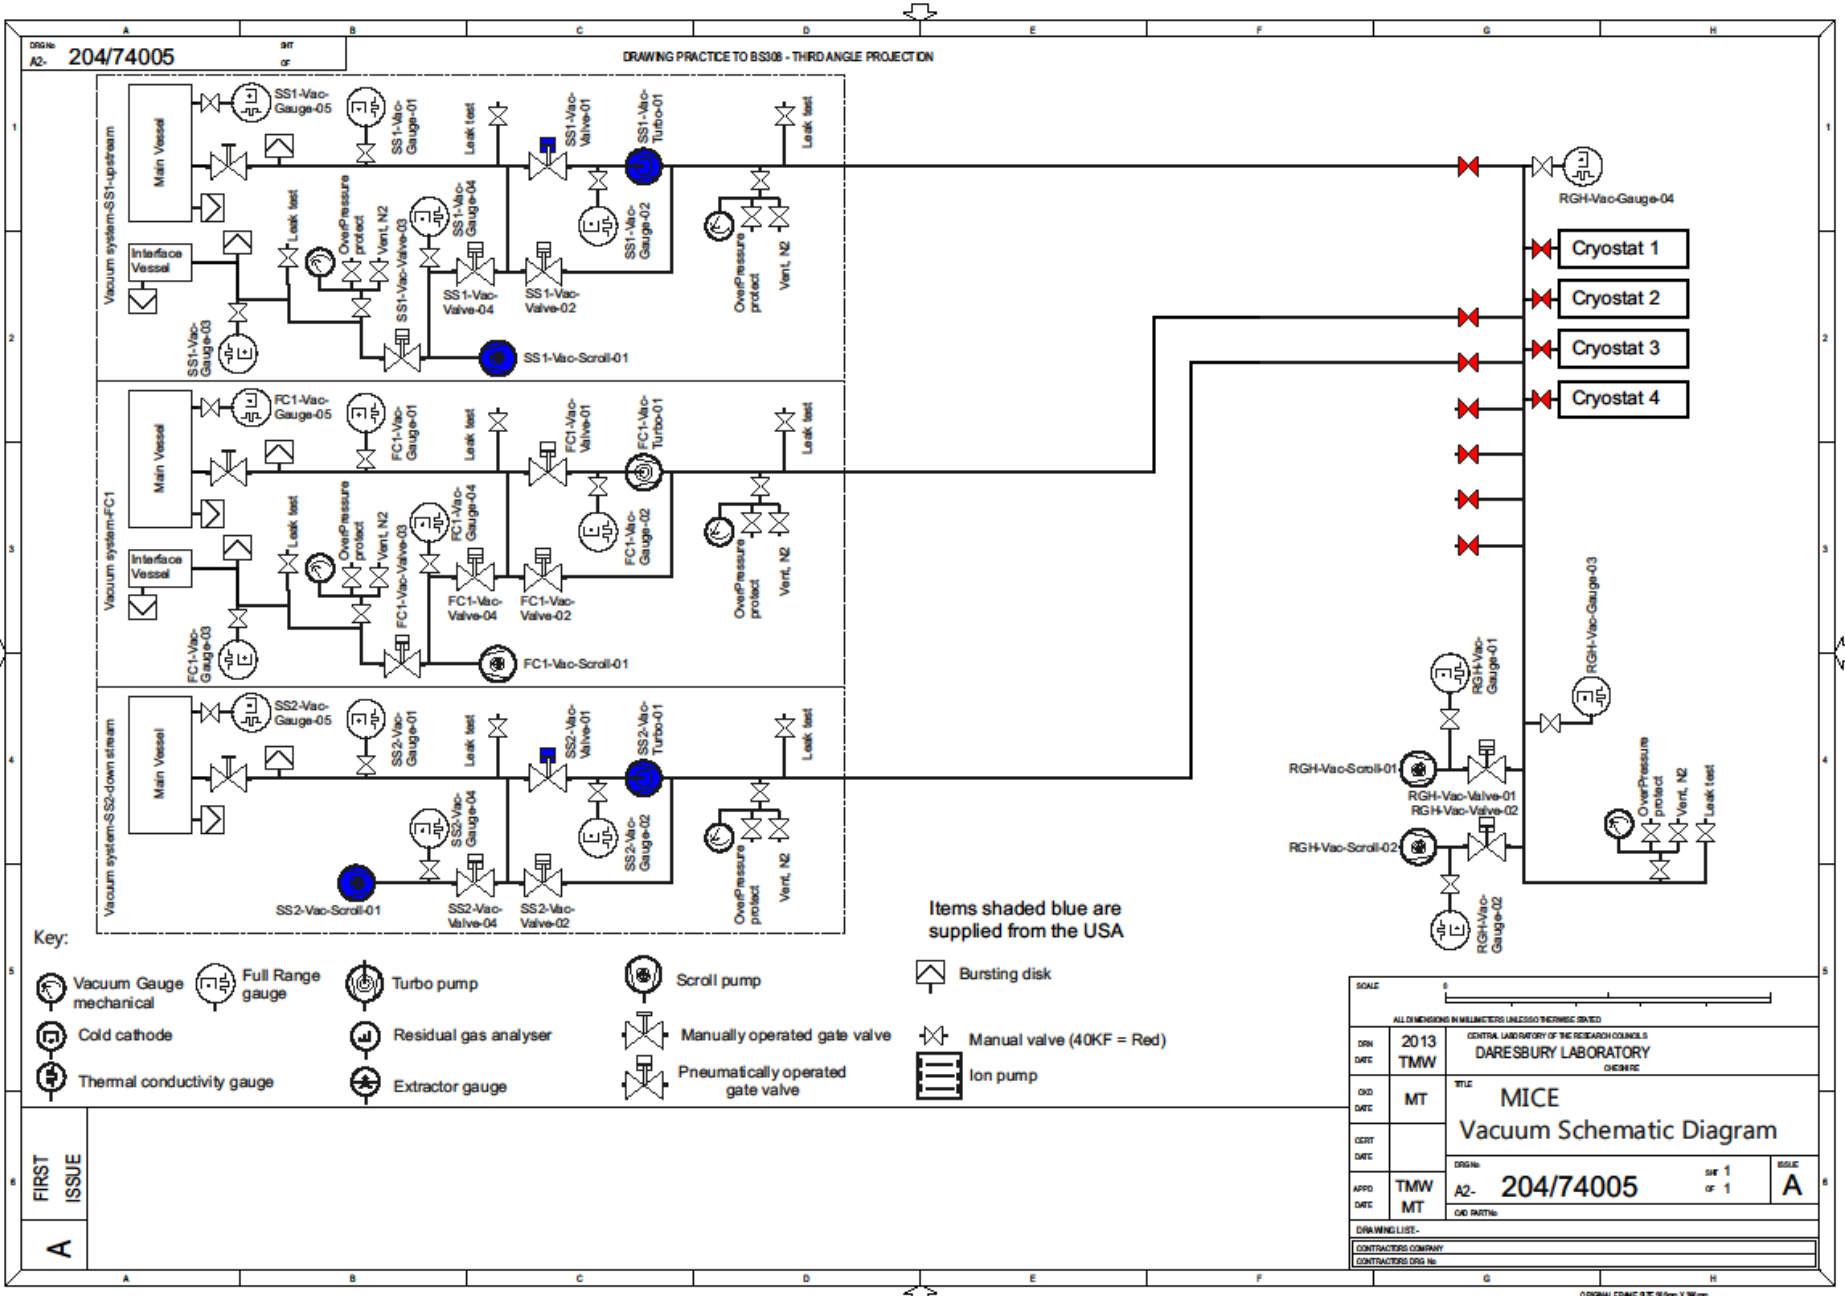 A B C D E F G H
DRG No
A2- 204/74005
SHT
OF
DRAWING PRACTICE TO BS308 - THIRD ANGLE PROJECTION
Vacuum system-SS1-upstream
Main Vessel
SS1-Vac-
Gauge-05
SS1-Vac-
Gauge-01
Leak test
SS1-Vac-
Valve-01
SS1-Vac-
Turbo-01
Leak test
Interface
Vessel
Leak test
OverPressure
protect
Vent, N2
SS1-Vac-Valve-03
SS1-Vac-
Gauge-04
SS1-Vac-
Gauge-02
OverPressure
protect
Vent, N2
SS1-Vac-
Valve-04
SS1-Vac-
Valve-02
SS1-Vac-
Gauge-03
SS1-Vac-Scroll-01
Vacuum system-FC1
Main Vessel
FC1-Vac-
Gauge-05
FC1-Vac-
Gauge-01
Leak test
FC1-Vac-
Valve-01
FC1-Vac-
Turbo-01
Leak test
Interface
Vessel
Leak test
OverPressure
protect
Vent, N2
FC1-Vac-Valve-03
FC1-Vac-
Gauge-04
FC1-Vac-
Gauge-02
OverPressure
protect
Vent, N2
FC1-Vac-
Valve-04
FC1-Vac-
Valve-02
FC1-Vac-
Gauge-03
FC1-Vac-Scroll-01
Vacuum system-SS2-down stream
Main Vessel
SS2-Vac-
Gauge-05
SS2-Vac-
Gauge-01
Leak test
SS2-Vac-
Valve-01
SS2-Vac-
Turbo-01
Leak test
SS2-Vac-
Gauge-04
SS2-Vac-
Gauge-02
OverPressure
protect
Vent, N2
SS2-Vac-Scroll-01
SS2-Vac-
Valve-04
SS2-Vac-
Valve-02
RGH-Vac-Gauge-04
Cryostat 1
Cryostat 2
Cryostat 3
Cryostat 4
RGH-Vac-Gauge-03
RGH-Vac-
Gauge-01
RGH-Vac-Scroll-01
RGH-Vac-Valve-01
RGH-Vac-Valve-02
RGH-Vac-Scroll-02
RGH-Vac-
Gauge-02
OverPressure
protect
Vent, N2
Leak test
Items shaded blue are
supplied from the USA
Key:
Vacuum Gauge
mechanical
Full Range
gauge
Turbo pump
Scroll pump
Bursting disk
Cold cathode
Residual gas analyser
Manually operated gate valve
Manual valve (40KF = Red)
Thermal conductivity gauge
Extractor gauge
Pneumatically operated
gate valve
Ion pump
FIRST
ISSUE
A
SCALE
0
ALL DIMENSIONS IN MILLIMETERS UNLESS OTHERWISE STATED
DRN
DATE
2013
TMW
CENTRAL LABORATORY OF THE RESEARCH COUNCILS
DARESBURY LABORATORY
CHESHIRE
CKD
DATE
MT
TITLE
MICE
Vacuum Schematic Diagram
CERT
DATE
APPD
DATE
TMW
MT
DRG No
A2- 204/74005
SHT 1
OF 1
ISSUE
A
CAD PART No
DRAWING LIST:-
CONTRACTORS COMPANY
CONTRACTORS DRG No
A B C D E F G H
1 2 3 4 5 6
1 2 3 4 5 6